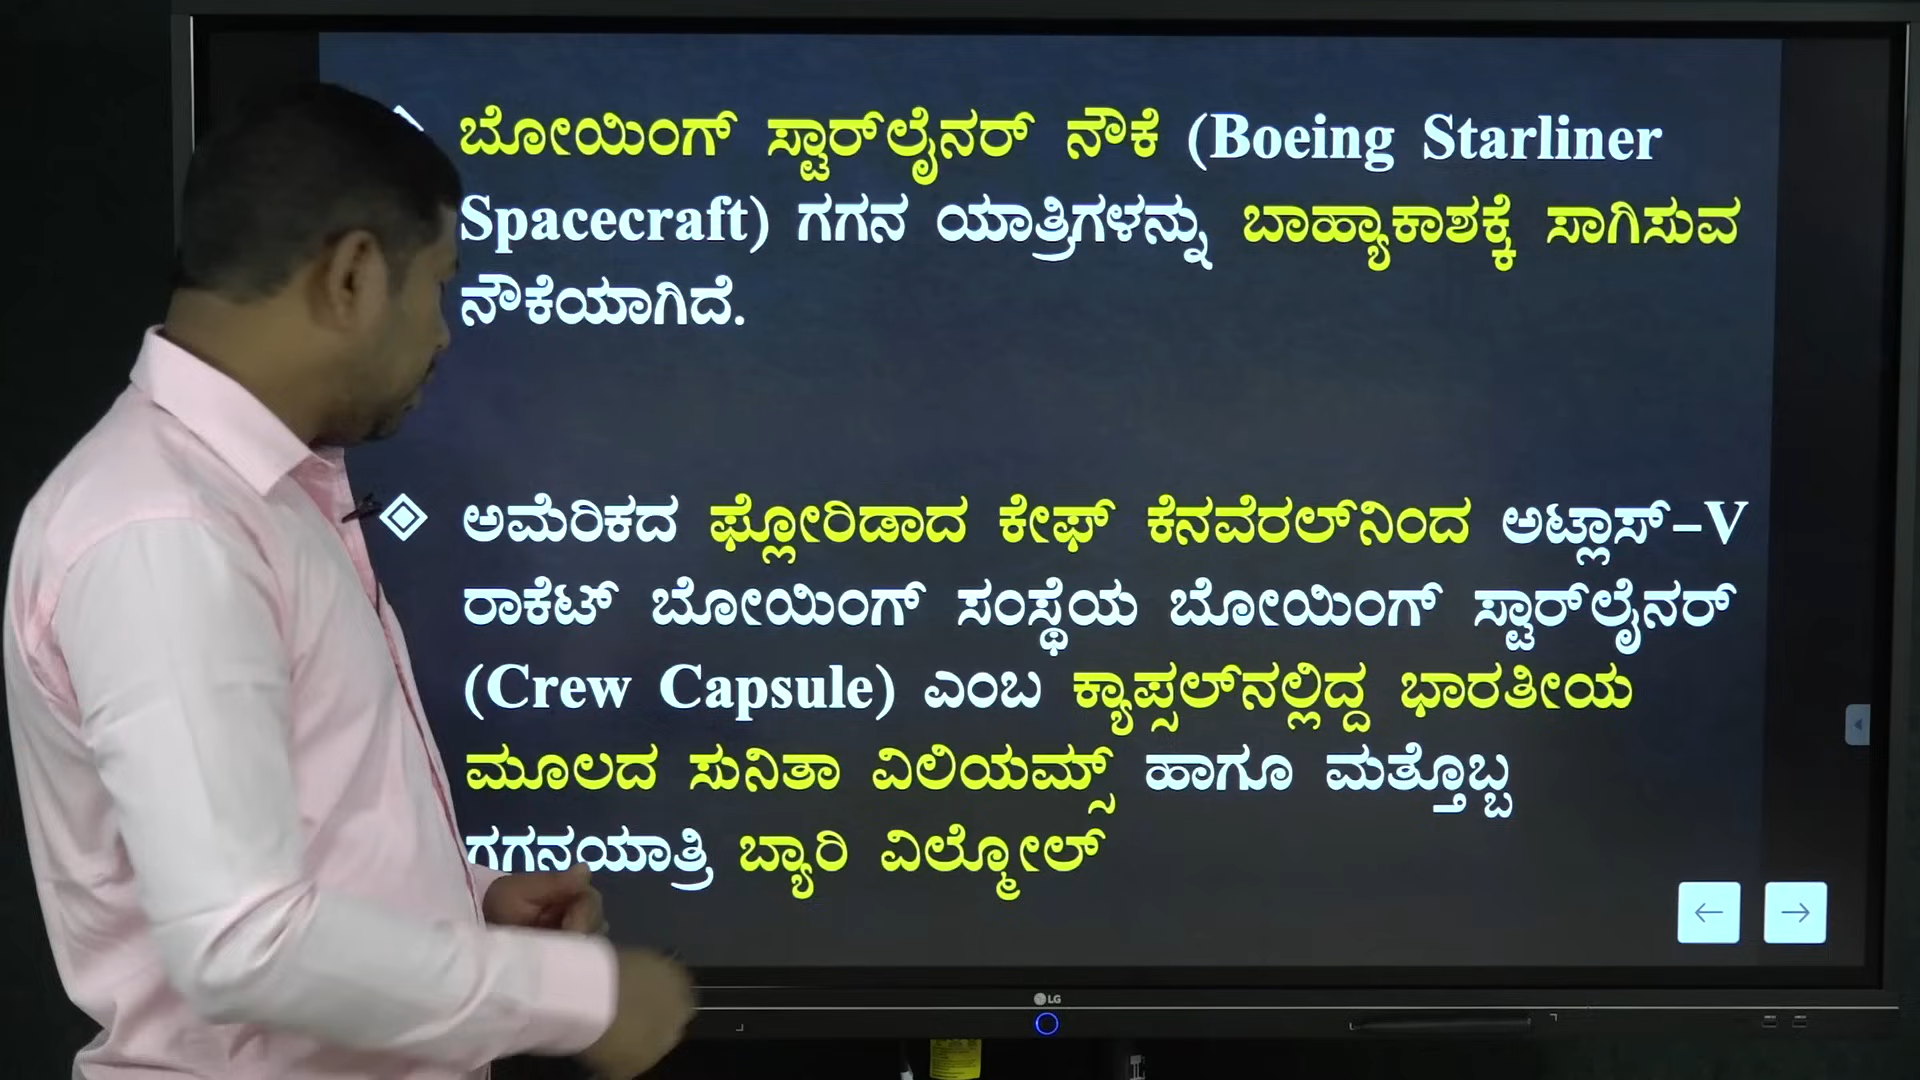 ಬೋಯಿಂಗ್ ಸ್ಟಾರ್‌ಲೈನರ್ ನೌಕೆ (Boeing Starliner
Spacecraft) ಗಗನ ಯಾತ್ರಿಗಳನ್ನು ಬಾಹ್ಯಾಕಾಶಕ್ಕೆ ಸಾಗಿಸುವ
ನೌಕೆಯಾಗಿದೆ.
ಅಮೆರಿಕದ ಫ್ಲೋರಿಡಾದ ಕೇಫ್ ಕೆನವೆರಲ್‌ನಿಂದ ಅಟ್ಲಾಸ್-V
ರಾಕೆಟ್ ಬೋಯಿಂಗ್ ಸಂಸ್ಥೆಯ ಬೋಯಿಂಗ್ ಸ್ಟಾರ್‌ಲೈನರ್
(Crew Capsule) ಎಂಬ ಕ್ಯಾಪ್ಸಲ್‌ನಲ್ಲಿದ್ದ ಭಾರತೀಯ
ಮೂಲದ ಸುನಿತಾ ವಿಲಿಯಮ್ಸ್ ಹಾಗೂ ಮತ್ತೊಬ್ಬ
ಗಗನಯಾತ್ರಿ ಬ್ಯಾರಿ ವಿಲ್ಮೋಲ್
LG